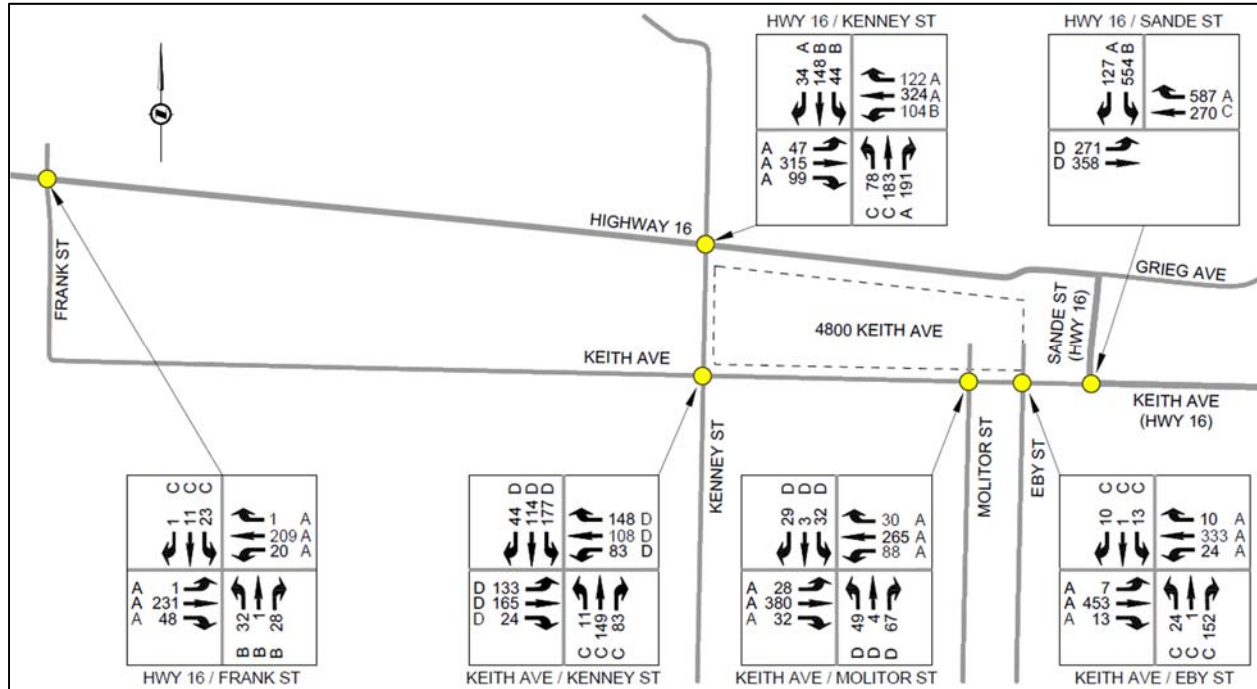 HWY 16 / KENNEY ST
A B B
34 148 44
122 A
324 A
104 B
A 47
A 315
A 99
78 183 191
C C A
HWY 16 / SANDE ST
A B
127 554
587 A
270 C
D 271
D 358
HIGHWAY 16
GRIEG AVE
FRANK ST
SANDE ST
(HWY 16)
4800 KEITH AVE
KEITH AVE
KEITH AVE
(HWY 16)
KENNEY ST
MOLITOR ST
EBY ST
C C C
1 11 23
1 A
209 A
20 A
A 1
A 231
A 48
32 1 28
B B B
HWY 16 / FRANK ST
D D D
44 114 177
148 D
108 D
83 D
D 133
D 165
D 24
11 149 83
C C C
KEITH AVE / KENNEY ST
D D D
29 3 32
30 A
265 A
88 A
A 28
A 380
A 32
49 4 67
D D D
KEITH AVE / MOLITOR ST
C C C
10 1 13
10 A
333 A
24 A
A 7
A 453
A 13
24 1 152
C C C
KEITH AVE / EBY ST